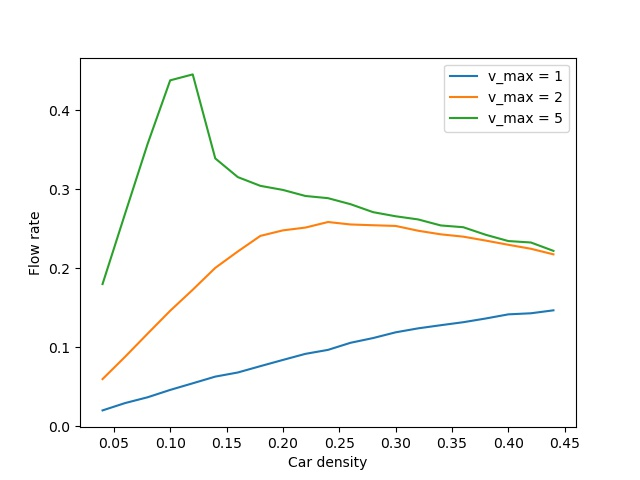 v_max = 1
v_max = 2
v_max = 5
Flow rate
0.4
0.3
0.2
0.1
0.0
0.05 0.10 0.15 0.20 0.25 0.30 0.35 0.40 0.45
Car density